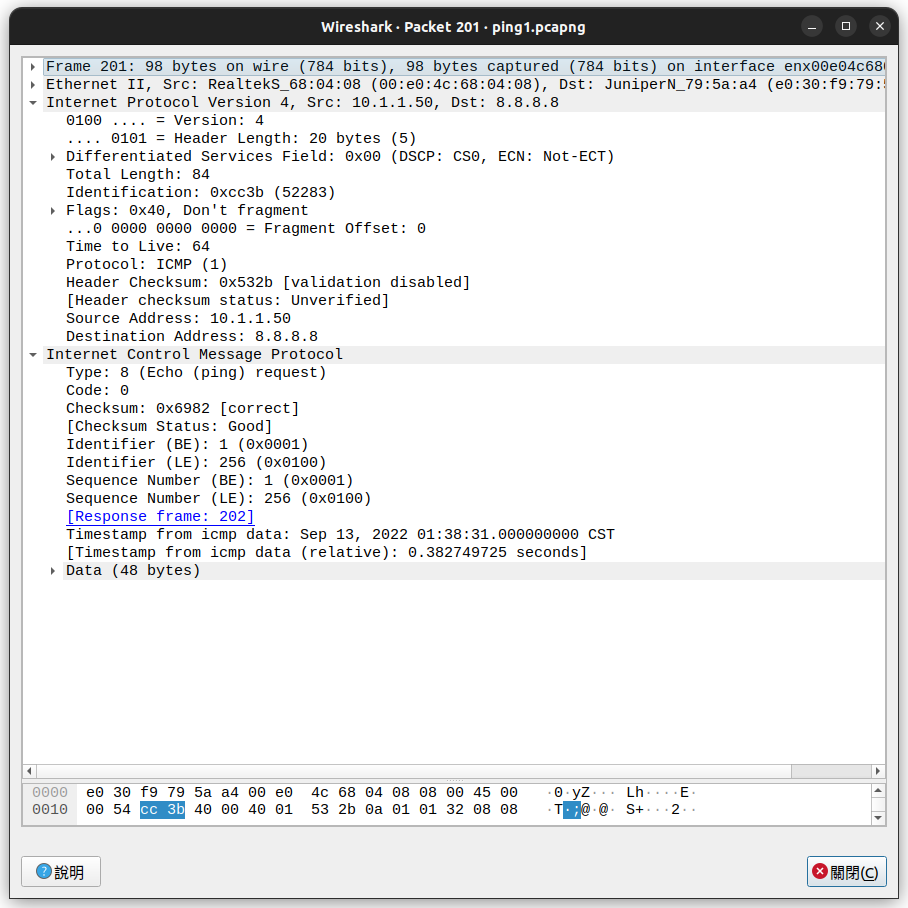 Wireshark · Packet 201 · ping1.pcapng
Frame 201: 98 bytes on wire (784 bits), 98 bytes captured (784 bits) on interface enx00e04c680
Ethernet II, Src: RealtekS_68:04:08 (00:e0:4c:68:04:08), Dst: JuniperN_79:5a:a4 (e0:30:f9:79:5
Internet Protocol Version 4, Src: 10.1.1.50, Dst: 8.8.8.8
0100 .... = Version: 4
.... 0101 = Header Length: 20 bytes (5)
Differentiated Services Field: 0x00 (DSCP: CS0, ECN: Not-ECT)
Total Length: 84
Identification: 0xcc3b (52283)
Flags: 0x40, Don't fragment
...0 0000 0000 0000 = Fragment Offset: 0
Time to Live: 64
Protocol: ICMP (1)
Header Checksum: 0x532b [validation disabled]
[Header checksum status: Unverified]
Source Address: 10.1.1.50
Destination Address: 8.8.8.8
Internet Control Message Protocol
Type: 8 (Echo (ping) request)
Code: 0
Checksum: 0x6982 [correct]
[Checksum Status: Good]
Identifier (BE): 1 (0x0001)
Identifier (LE): 256 (0x0100)
Sequence Number (BE): 1 (0x0001)
Sequence Number (LE): 256 (0x0100)
[Response frame: 202]
Timestamp from icmp data: Sep 13, 2022 01:38:31.000000000 CST
[Timestamp from icmp data (relative): 0.382749725 seconds]
Data (48 bytes)
0000 e0 30 f9 79 5a a4 00 e0 4c 68 04 08 08 00 45 00 ·0·yZ··· Lh····E·
0010 00 54 cc 3b 40 00 40 01 53 2b 0a 01 01 32 08 08 ·T·;@·@· S+···2··
說明
關閉(C)